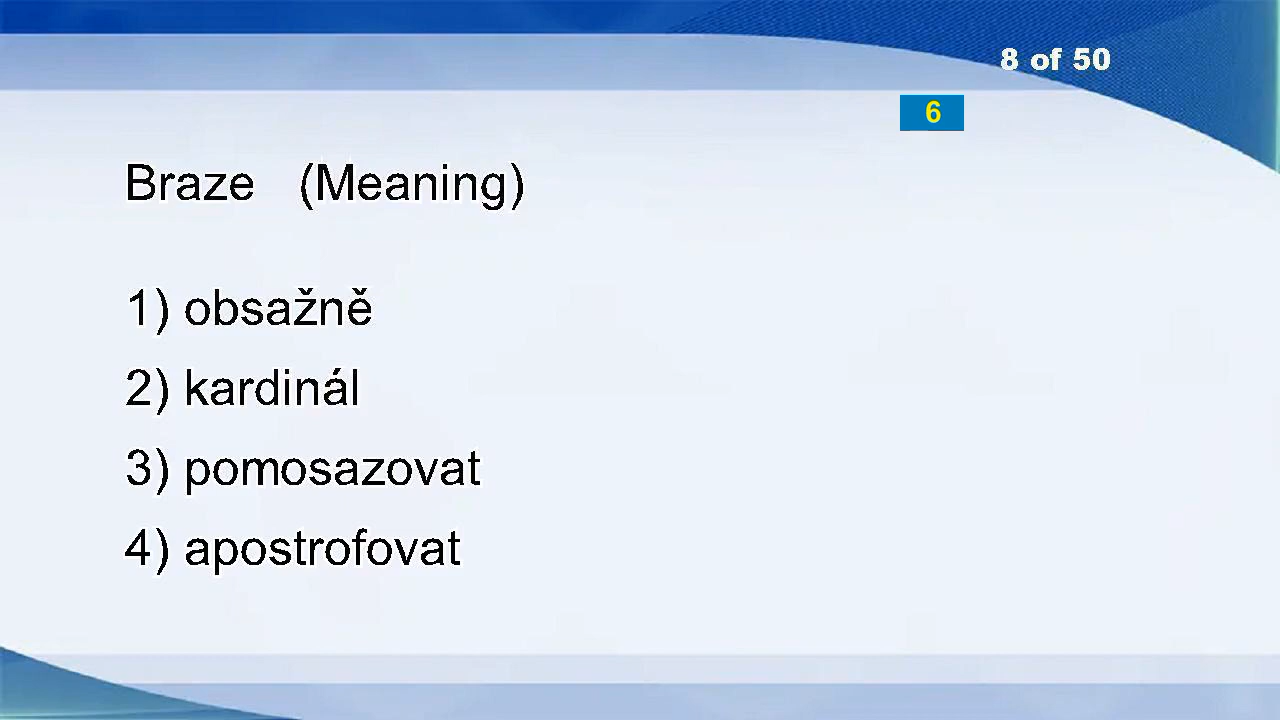 8 of 50
6
Braze (Meaning)
1) obsažně
2) kardinál
3) pomosazovat
4) apostrofovat